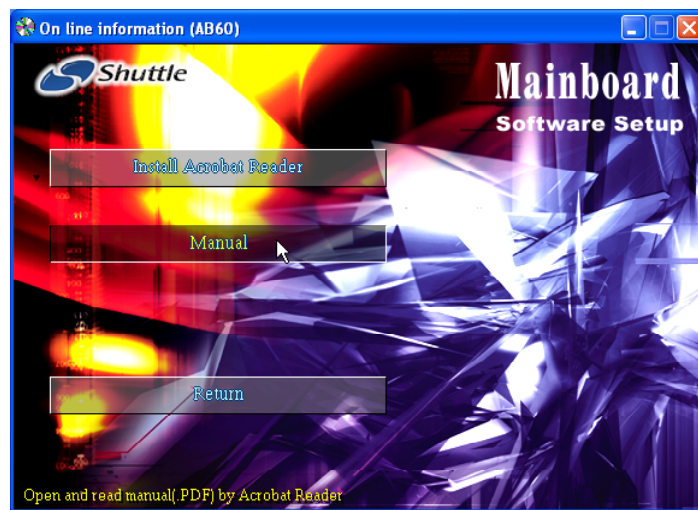 On line information (AB60)
Shuttle
Mainboard
Software Setup
Install Acrobat Reader
Manual
Return
Open and read manual(.PDF) by Acrobat Reader